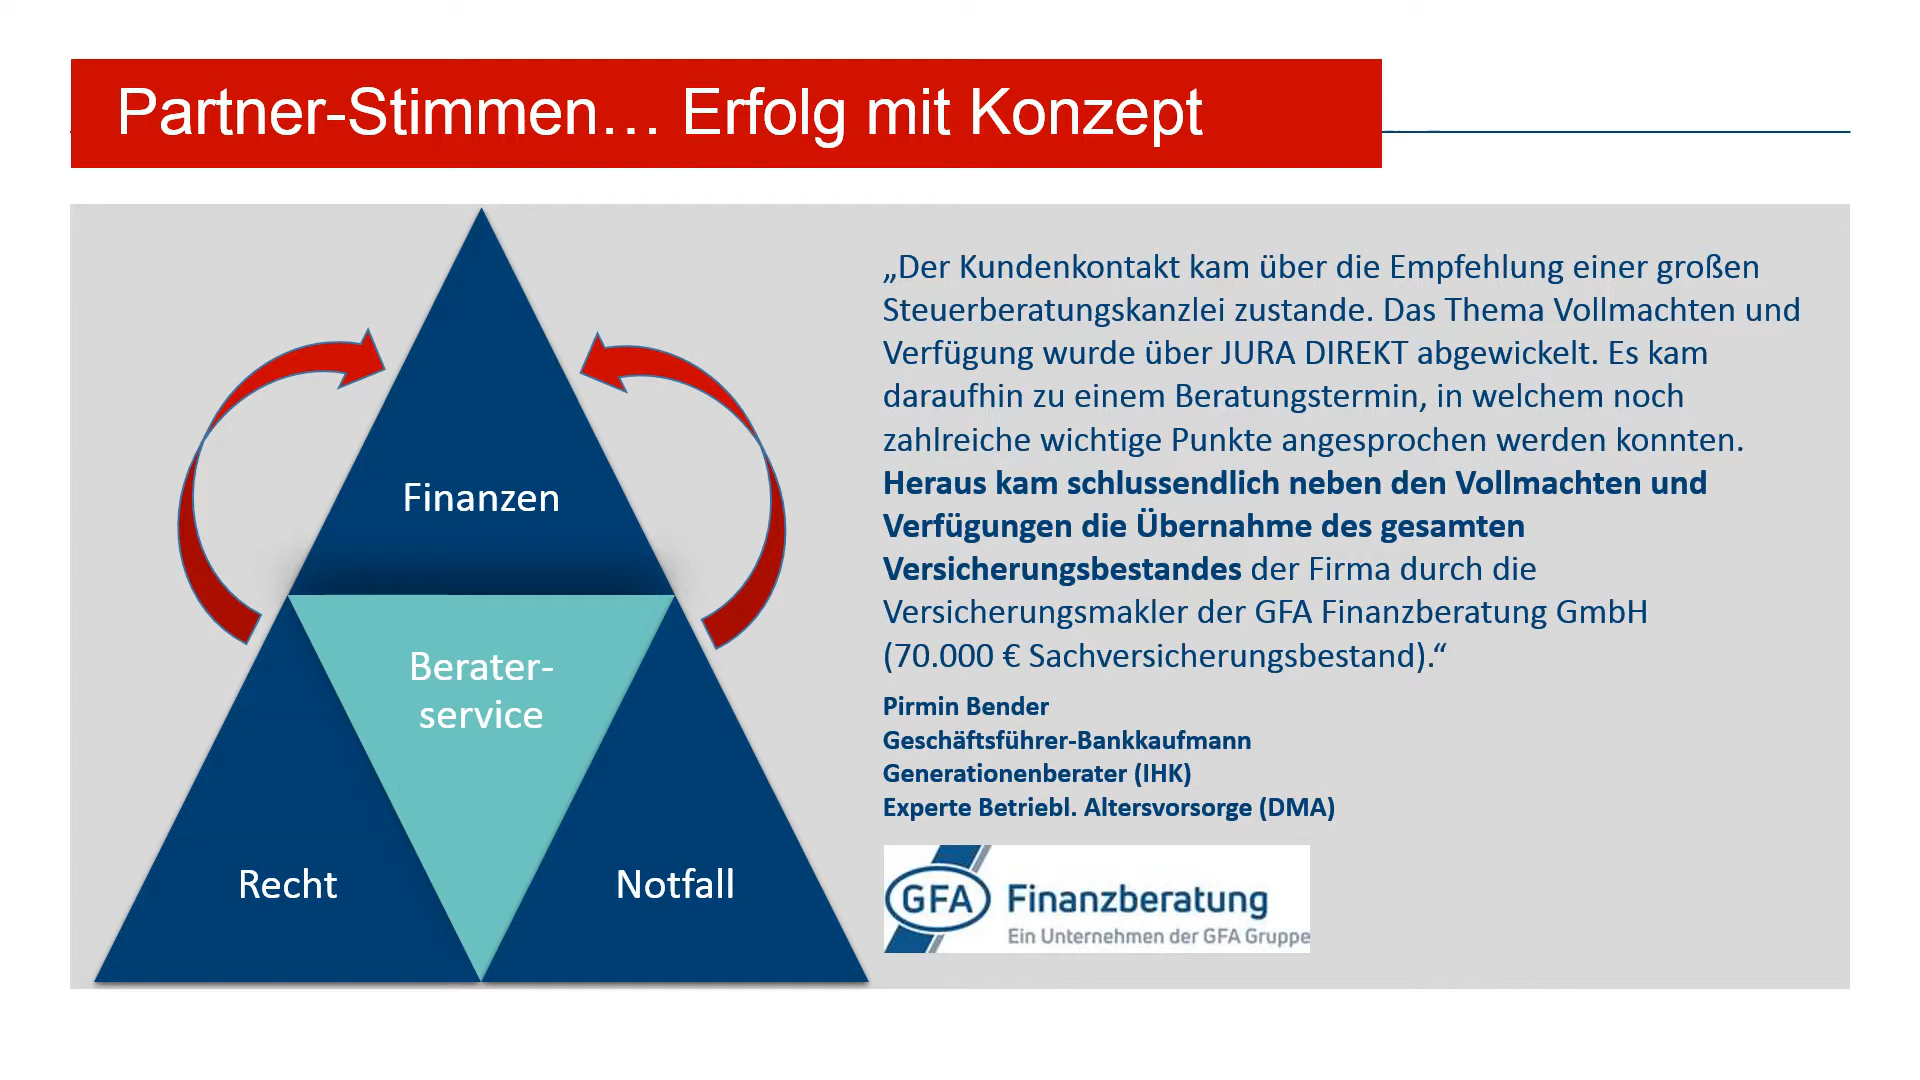 Partner-Stimmen… Erfolg mit Konzept
Finanzen
Berater-
service
Recht
Notfall
„Der Kundenkontakt kam über die Empfehlung einer großen
Steuerberatungskanzlei zustande. Das Thema Vollmachten und
Verfügung wurde über JURA DIREKT abgewickelt. Es kam
daraufhin zu einem Beratungstermin, in welchem noch
zahlreiche wichtige Punkte angesprochen werden konnten.
Heraus kam schlussendlich neben den Vollmachten und
Verfügungen die Übernahme des gesamten
Versicherungsbestandes der Firma durch die
Versicherungsmakler der GFA Finanzberatung GmbH
(70.000 € Sachversicherungsbestand).“
Pirmin Bender
Geschäftsführer-Bankkaufmann
Generationenberater (IHK)
Experte Betriebl. Altersvorsorge (DMA)
GFA Finanzberatung
Ein Unternehmen der GFA Gruppe